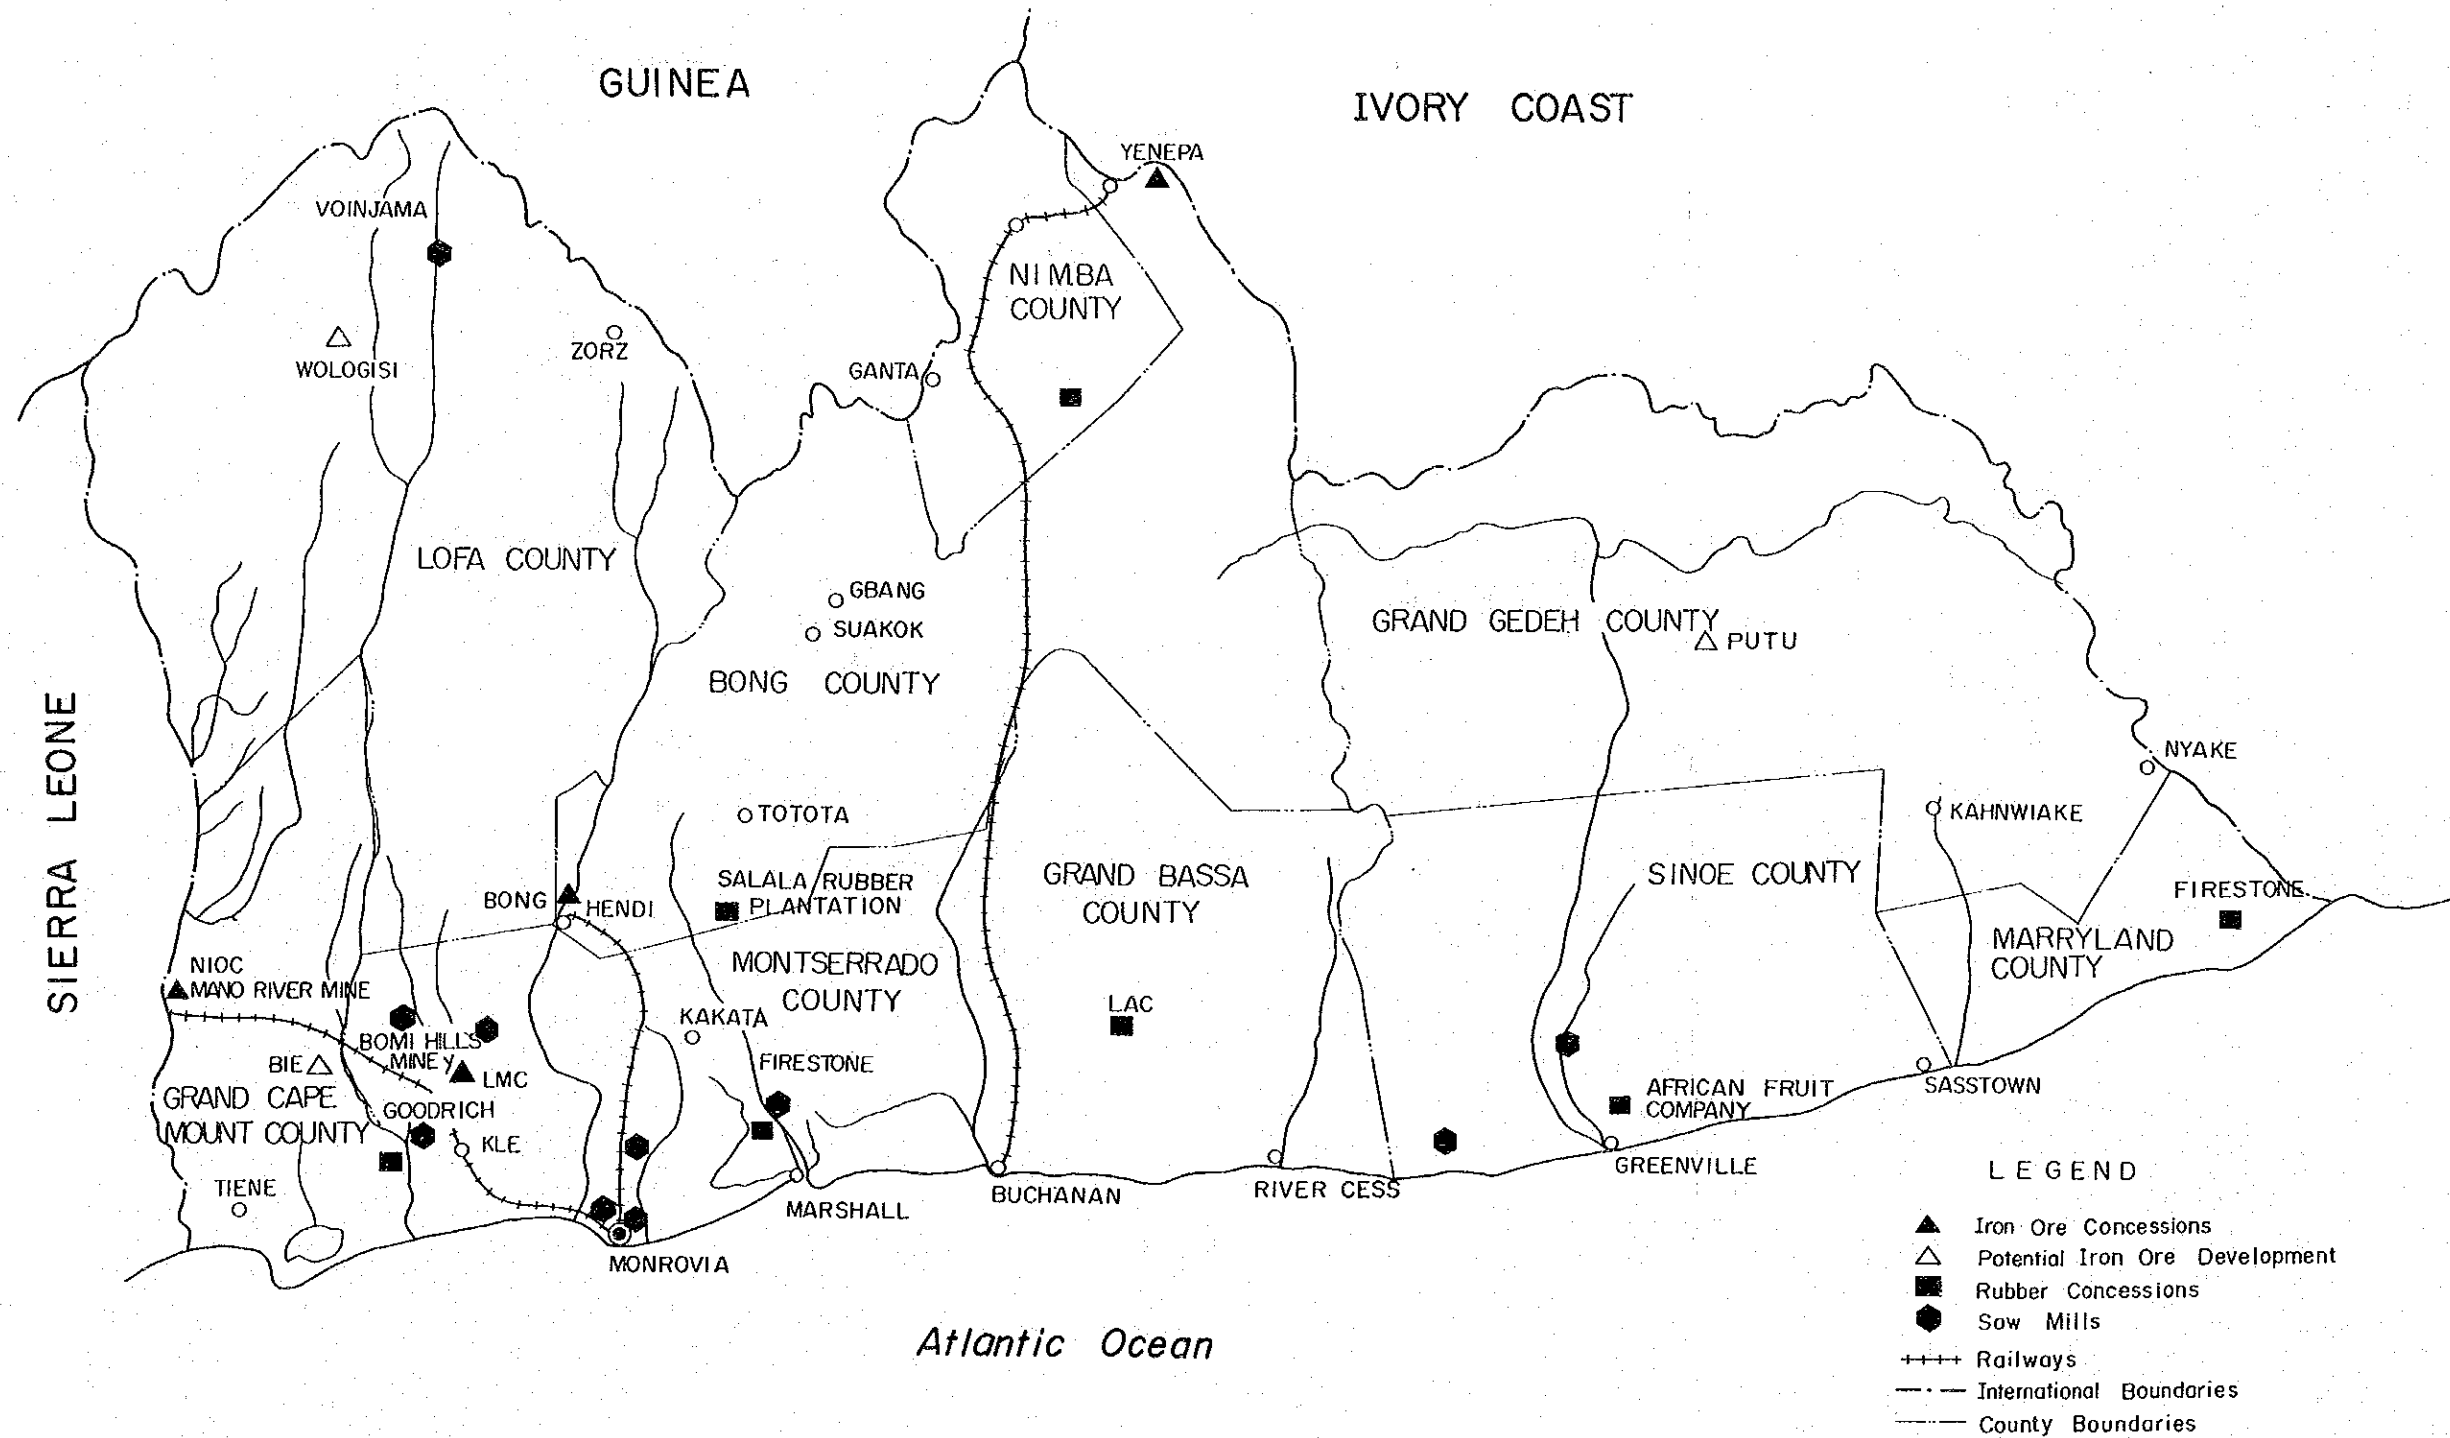 GUINEA
IVORY COAST
YENEPA
VOINJAMA
NIMBA
COUNTY
ZORZ
WOLOGISI
GANTA
LOFA COUNTY
GBANG
SUAKOK
GRAND GEDEH COUNTY
PUTU
BONG COUNTY
SIERRA LEONE
NYAKE
TOTOTA
KAHNWIAKE
SALALA RUBBER
PLANTATION
GRAND BASSA
COUNTY
SINOE COUNTY
FIRESTONE
BONG
HENDI
MARRYLAND
COUNTY
NIOC
MANO RIVER MINE
MONTSERRADO
COUNTY
LAC
KAKATA
BOMI HILLS
MINE y
LMC
BIE
FIRESTONE
GRAND CAPE
MOUNT COUNTY
GOODRICH
KLE
AFRICAN FRUIT
COMPANY
SASSTOWN
TIENE
MARSHALL
BUCHANAN
RIVER CESS
GREENVILLE
MONROVIA
Atlantic Ocean
LEGEND
Iron Ore Concessions
Potential Iron Ore Development
Rubber Concessions
Sow Mills
Railways
International Boundaries
County Boundaries